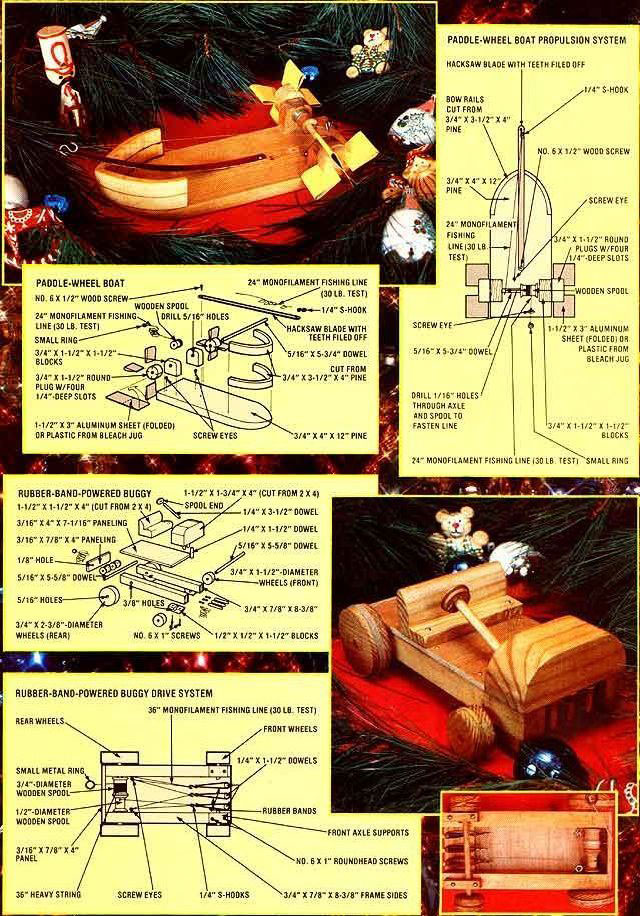 PADDLE-WHEEL BOAT PROPULSION SYSTEM
HACKSAW BLADE WITH TEETH FILED OFF
1/4" S-HOOK
BOW RAILS
CUT FROM
3/4" X 3-1/2" X 4"
PINE
NO. 6 X 1/2" WOOD SCREW
3/4" X 4" X 12"
PINE
SCREW EYE
24" MONOFILAMENT
FISHING
LINE (30 LB.
TEST)
3/4" X 1-1/2" ROUND
PLUGS W/FOUR
1/4"-DEEP SLOTS
WOODEN SPOOL
SCREW EYE
5/16" X 5-3/4" DOWEL
1-1/2" X 3" ALUMINUM
SHEET (FOLDED) OR
PLASTIC FROM
BLEACH JUG
DRILL 1/16" HOLES
THROUGH AXLE
AND SPOOL TO
FASTEN LINE
3/4" X 1-1/2" X 1-1/2"
BLOCKS
24" MONOFILAMENT FISHING LINE (30 LB. TEST)
SMALL RING
PADDLE-WHEEL BOAT
NO. 6 X 1/2" WOOD SCREW
24" MONOFILAMENT FISHING LINE
(30 LB. TEST)
WOODEN SPOOL
24" MONOFILAMENT FISHING
LINE (30 LB. TEST)
DRILL 5/16" HOLES
1/4" S-HOOK
SMALL RING
HACKSAW BLADE WITH
TEETH FILED OFF
3/4" X 1-1/2" X 1-1/2"
BLOCKS
5/16" X 5-3/4" DOWEL
CUT FROM
3/4" X 3-1/2" X 4" PINE
3/4" X 1-1/2" ROUND
PLUG W/FOUR
1/4"-DEEP SLOTS
1-1/2" X 3" ALUMINUM SHEET (FOLDED)
OR PLASTIC FROM BLEACH JUG
SCREW EYES
3/4" X 4" X 12" PINE
RUBBER-BAND-POWERED BUGGY
1-1/2" X 1-3/4" X 4" (CUT FROM 2 X 4)
1-1/2" X 1-1/2" X 4" (CUT FROM 2 X 4)
SPOOL END
1/4" X 3-1/2" DOWEL
3/16" X 4" X 7-1/16" PANELING
1/4" X 1-1/2" DOWEL
3/16" X 7/8" X 4" PANELING
5/16" X 5-5/8" DOWEL
1/8" HOLE
5/16" X 5-5/8" DOWEL
3/4" X 1-1/2"-DIAMETER
WHEELS (FRONT)
5/16" HOLES
3/8" HOLES
3/4" X 7/8" X 8-3/8"
3/4" X 2-3/8"-DIAMETER
WHEELS (REAR)
NO. 6 X 1" SCREWS
1/2" X 1/2" X 1-1/2" BLOCKS
RUBBER-BAND-POWERED BUGGY DRIVE SYSTEM
36" MONOFILAMENT FISHING LINE (30 LB. TEST)
REAR WHEELS
FRONT WHEELS
1/4" X 1-1/2" DOWELS
SMALL METAL RING
3/4"-DIAMETER
WOODEN SPOOL
1/2"-DIAMETER
WOODEN SPOOL
RUBBER BANDS
FRONT AXLE SUPPORTS
3/16" X 7/8" X 4"
PANEL
NO. 6 X 1" ROUNDHEAD SCREWS
36" HEAVY STRING
SCREW EYES
1/4" S-HOOKS
3/4" X 7/8" X 8-3/8" FRAME SIDES